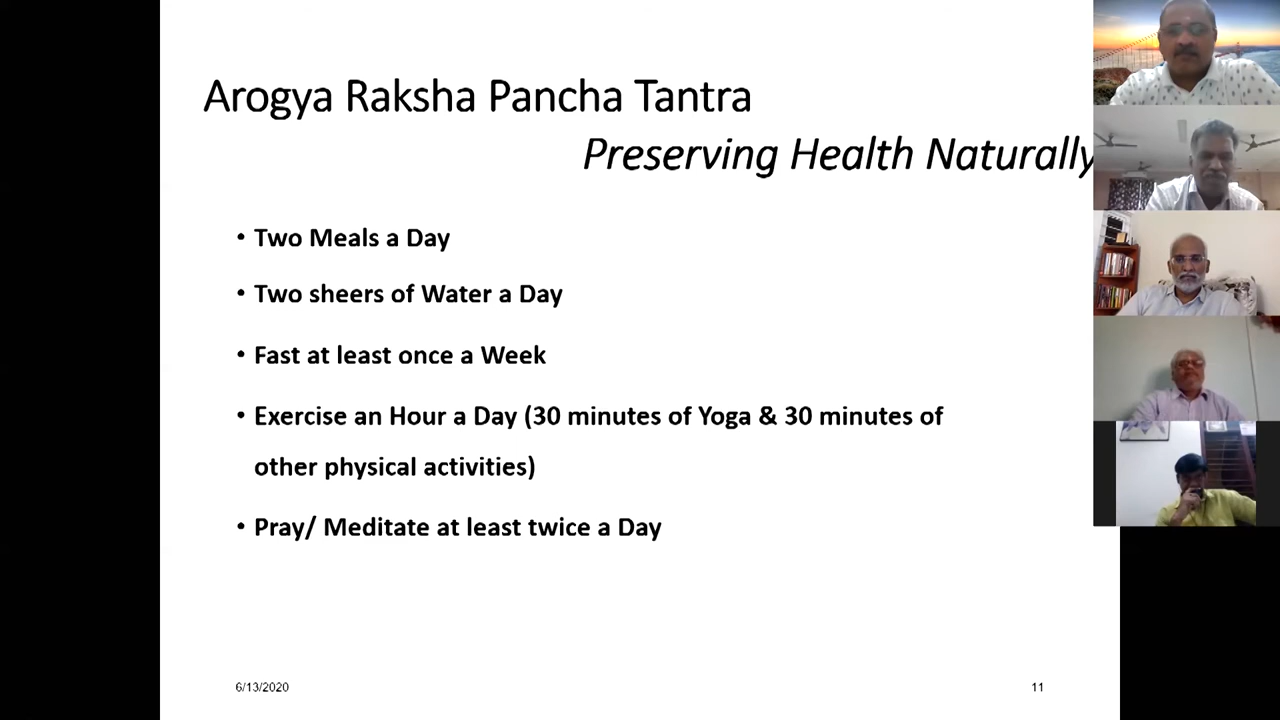 Arogya Raksha Pancha Tantra
Preserving Health Naturally
• Two Meals a Day
• Two sheers of Water a Day
• Fast at least once a Week
• Exercise an Hour a Day (30 minutes of Yoga & 30 minutes of
other physical activities)
• Pray/ Meditate at least twice a Day
6/13/2020
11